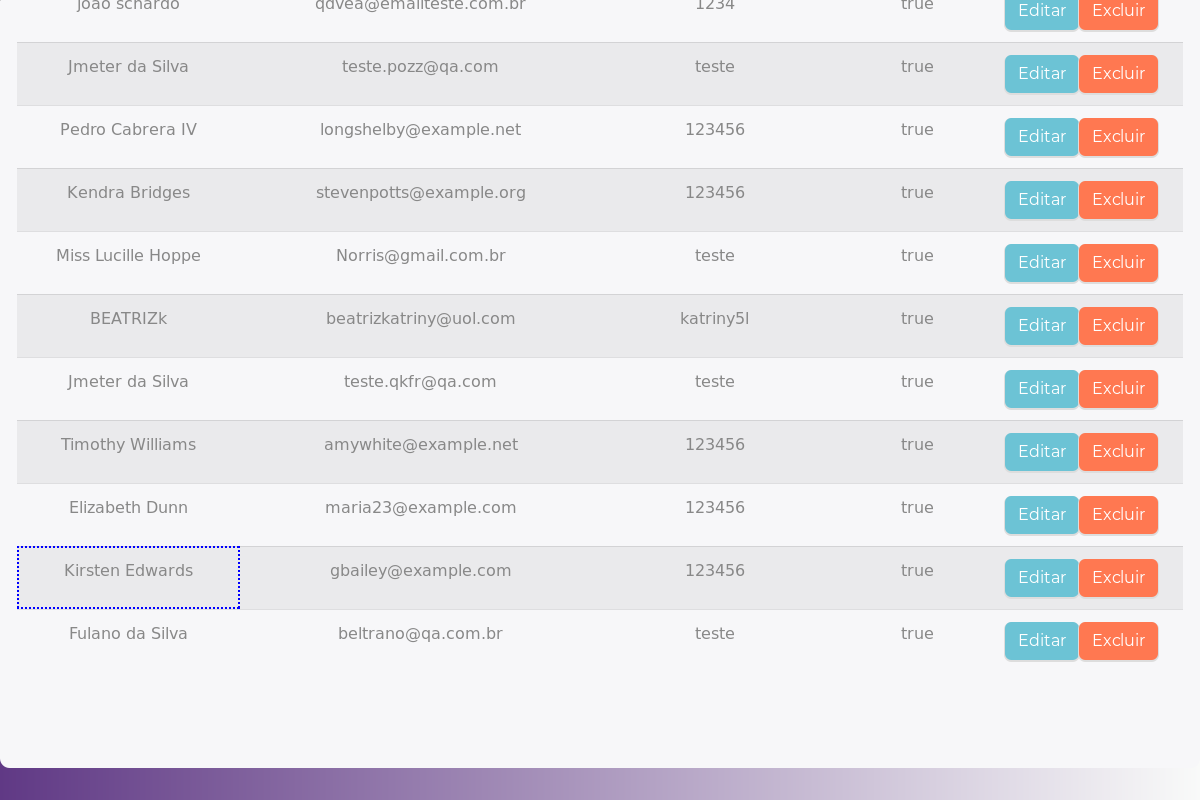 joao schardo qdvea@emailteste.com.br 1234 true Editar Excluir
Jmeter da Silva teste.pozz@qa.com teste true Editar Excluir
Pedro Cabrera IV longshelby@example.net 123456 true Editar Excluir
Kendra Bridges stevenpotts@example.org 123456 true Editar Excluir
Miss Lucille Hoppe Norris@gmail.com.br teste true Editar Excluir
BEATRIZk beatrizkatriny@uol.com katriny5l true Editar Excluir
Jmeter da Silva teste.qkfr@qa.com teste true Editar Excluir
Timothy Williams amywhite@example.net 123456 true Editar Excluir
Elizabeth Dunn maria23@example.com 123456 true Editar Excluir
Kirsten Edwards gbailey@example.com 123456 true Editar Excluir
Fulano da Silva beltrano@qa.com.br teste true Editar Excluir